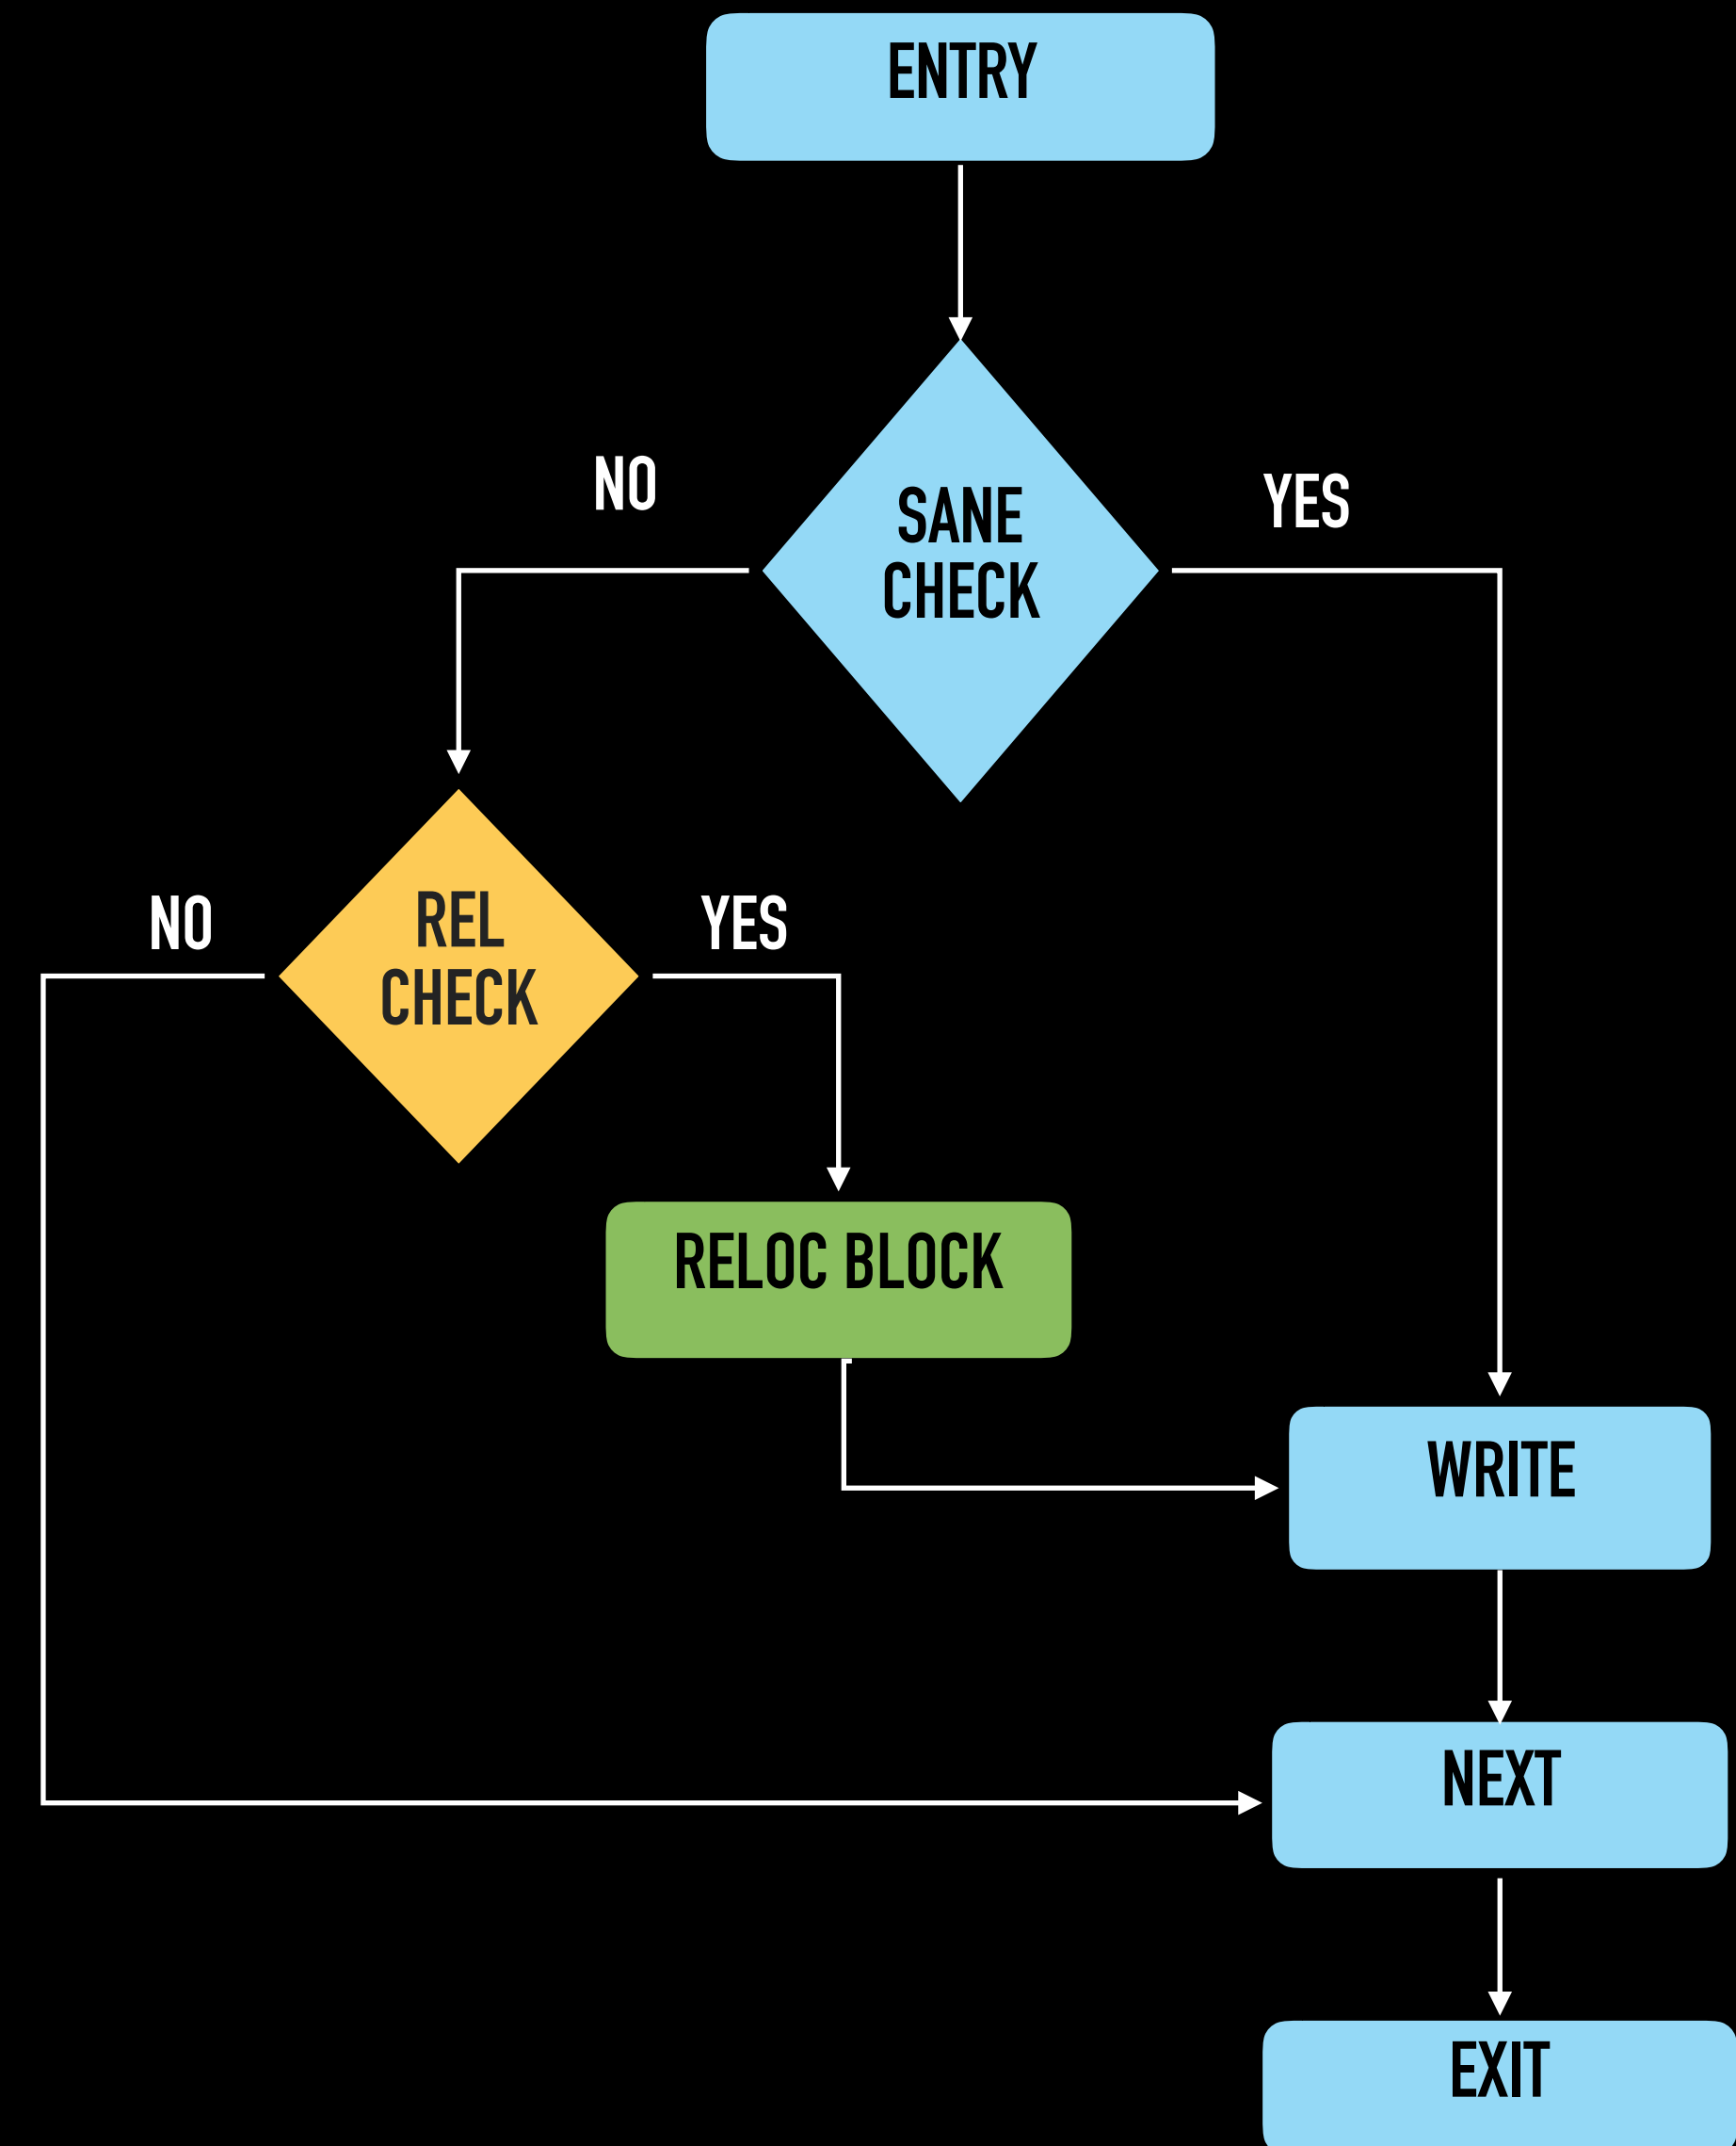 ENTRY
NO
SANE
CHECK
YES
NO
REL
CHECK
YES
RELOC BLOCK
WRITE
NEXT
EXIT